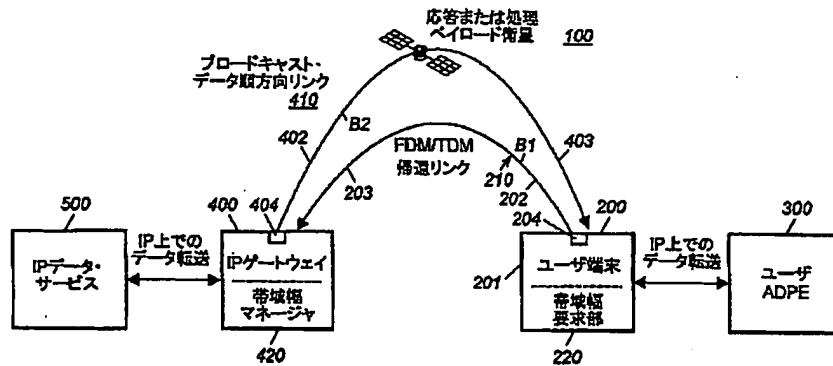 応答または処理
ペイロード衛星
100
ブロードキャスト・
データ順方向リンク
410
B2
402
403
FDM/TDM
帰還リンク
B1
210
203
202
500
400
404
204
200
300
IPデータ・
サービス
IP上での
データ転送
IPゲートウェイ
帯域幅
マネージャ
420
201
ユーザ端末
帯域幅
要求部
220
IP上での
データ転送
ユーザ
ADPE